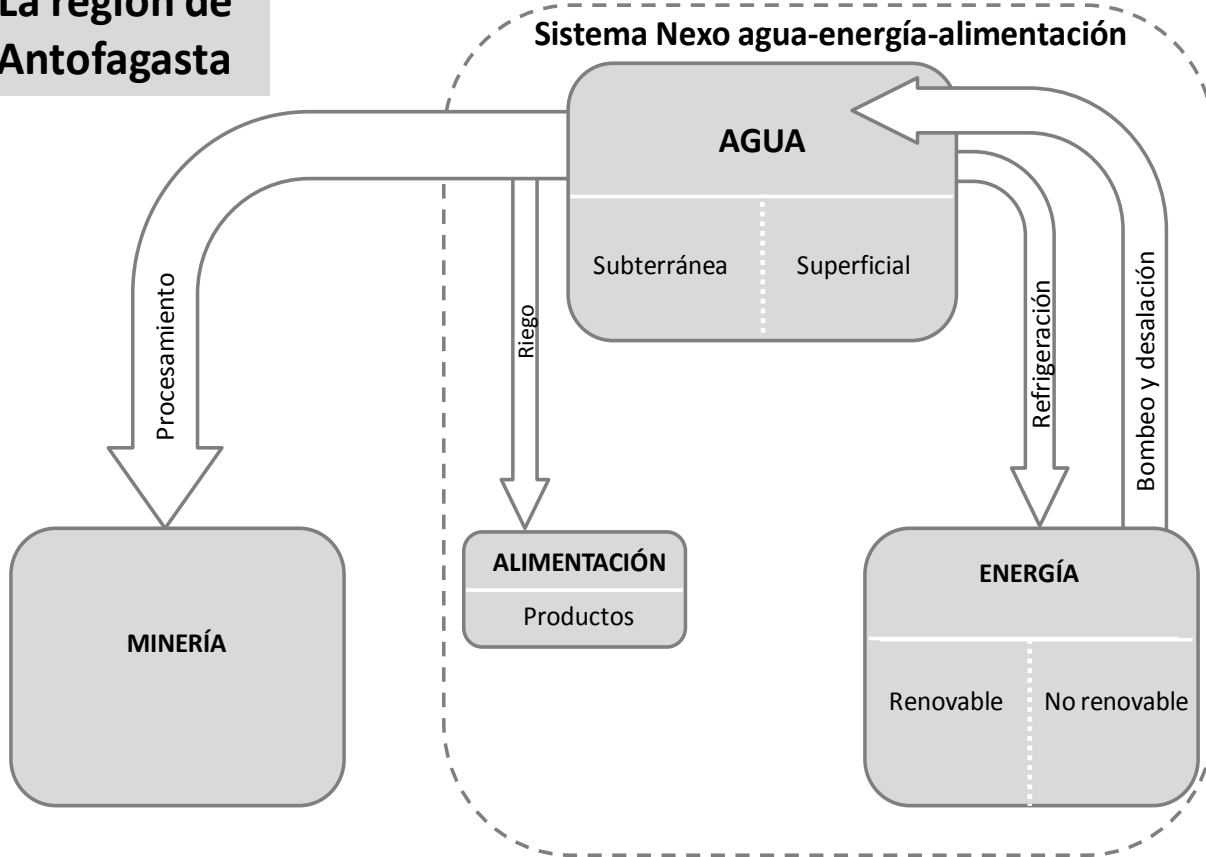 La región de
Antofagasta
Sistema Nexo agua-energía-alimentación
AGUA
Subterránea
Superficial
Procesamiento
Riego
Refrigeración
Bombeo y desalación
MINERÍA
ALIMENTACIÓN
Productos
ENERGÍA
Renovable
No renovable